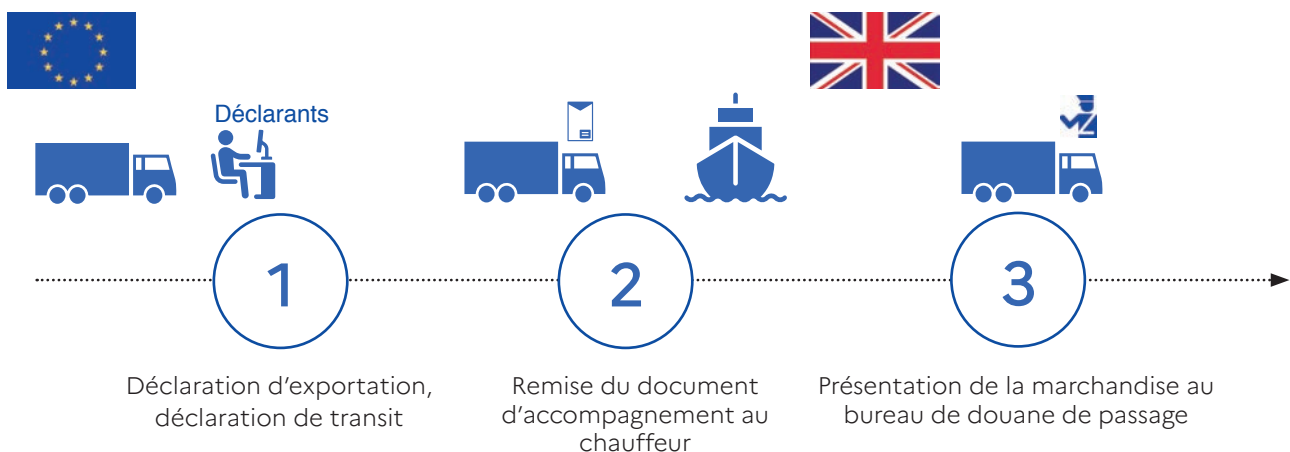 Déclarants
1
2
3
Déclaration d’exportation,
déclaration de transit
Remise du document
d’accompagnement au
chauffeur
Présentation de la marchandise au
bureau de douane de passage